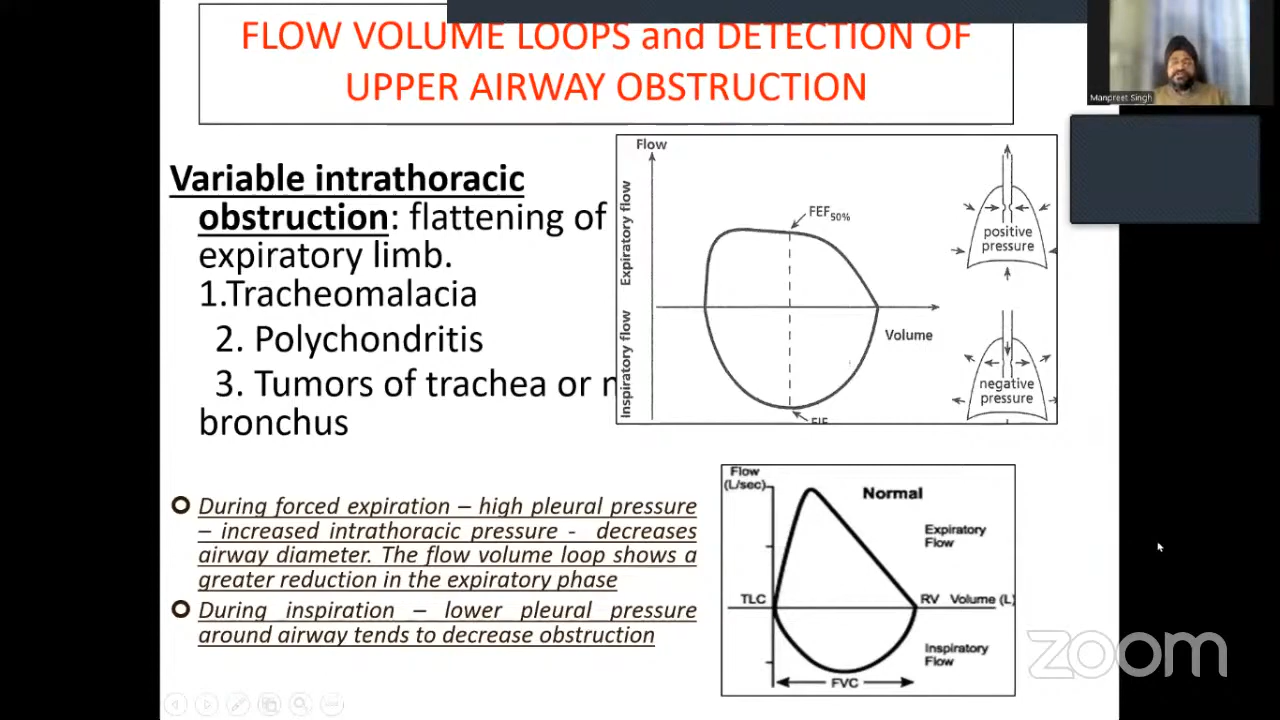 FLOW VOLUME LOOPS and DETECTION OF
UPPER AIRWAY OBSTRUCTION
Manpreet Singh
Variable intrathoracic
obstruction: flattening of
expiratory limb.
1.Tracheomalacia
2. Polychondritis
3. Tumors of trachea or
bronchus
Flow
Expiratory flow
Inspiratory flow
FEF50%
Volume
positive
pressure
negative
pressure
During forced expiration – high pleural pressure
– increased intrathoracic pressure - decreases
airway diameter. The flow volume loop shows a
greater reduction in the expiratory phase
During inspiration – lower pleural pressure
around airway tends to decrease obstruction
Flow
(L/sec)
Normal
Expiratory
Flow
TLC
RV Volume (L)
Inspiratory
Flow
FVC
zoom